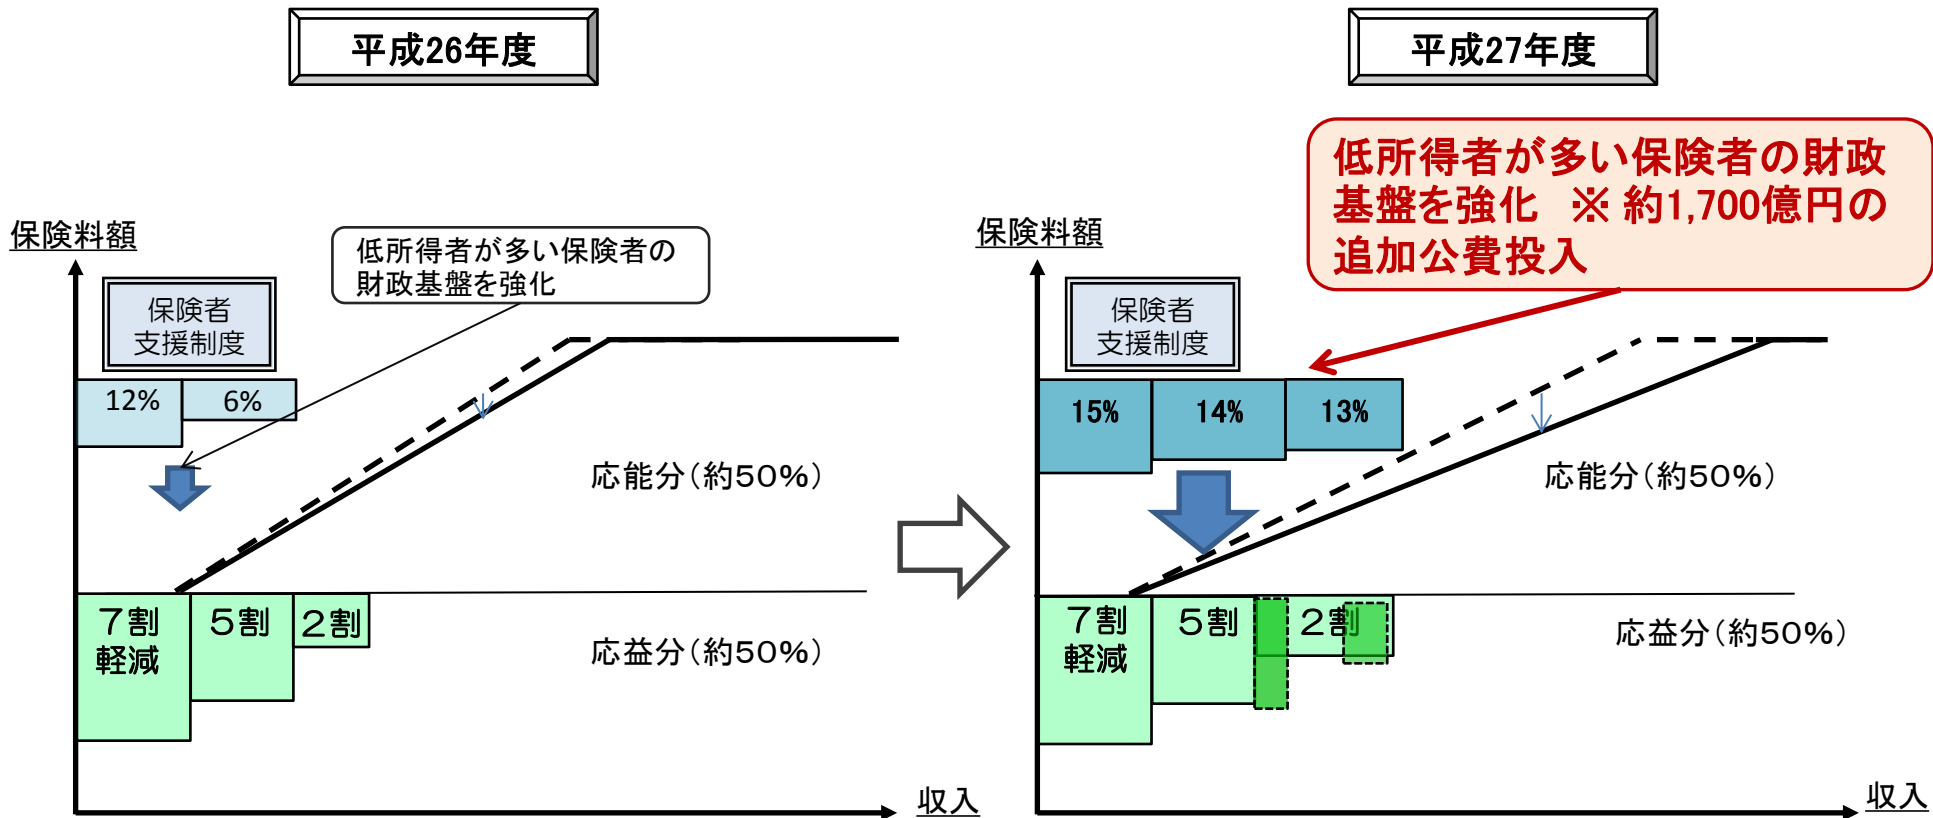 平成26年度
保険料額
低所得者が多い保険者の
財政基盤を強化
保険者
支援制度
12%
6%
応能分(約50%)
7割
軽減
5割
2割
応益分(約50%)
収入
平成27年度
低所得者が多い保険者の財政
基盤を強化 ※ 約1,700億円の
追加公費投入
保険料額
保険者
支援制度
15%
14%
13%
応能分(約50%)
7割
軽減
5割
2割
応益分(約50%)
収入